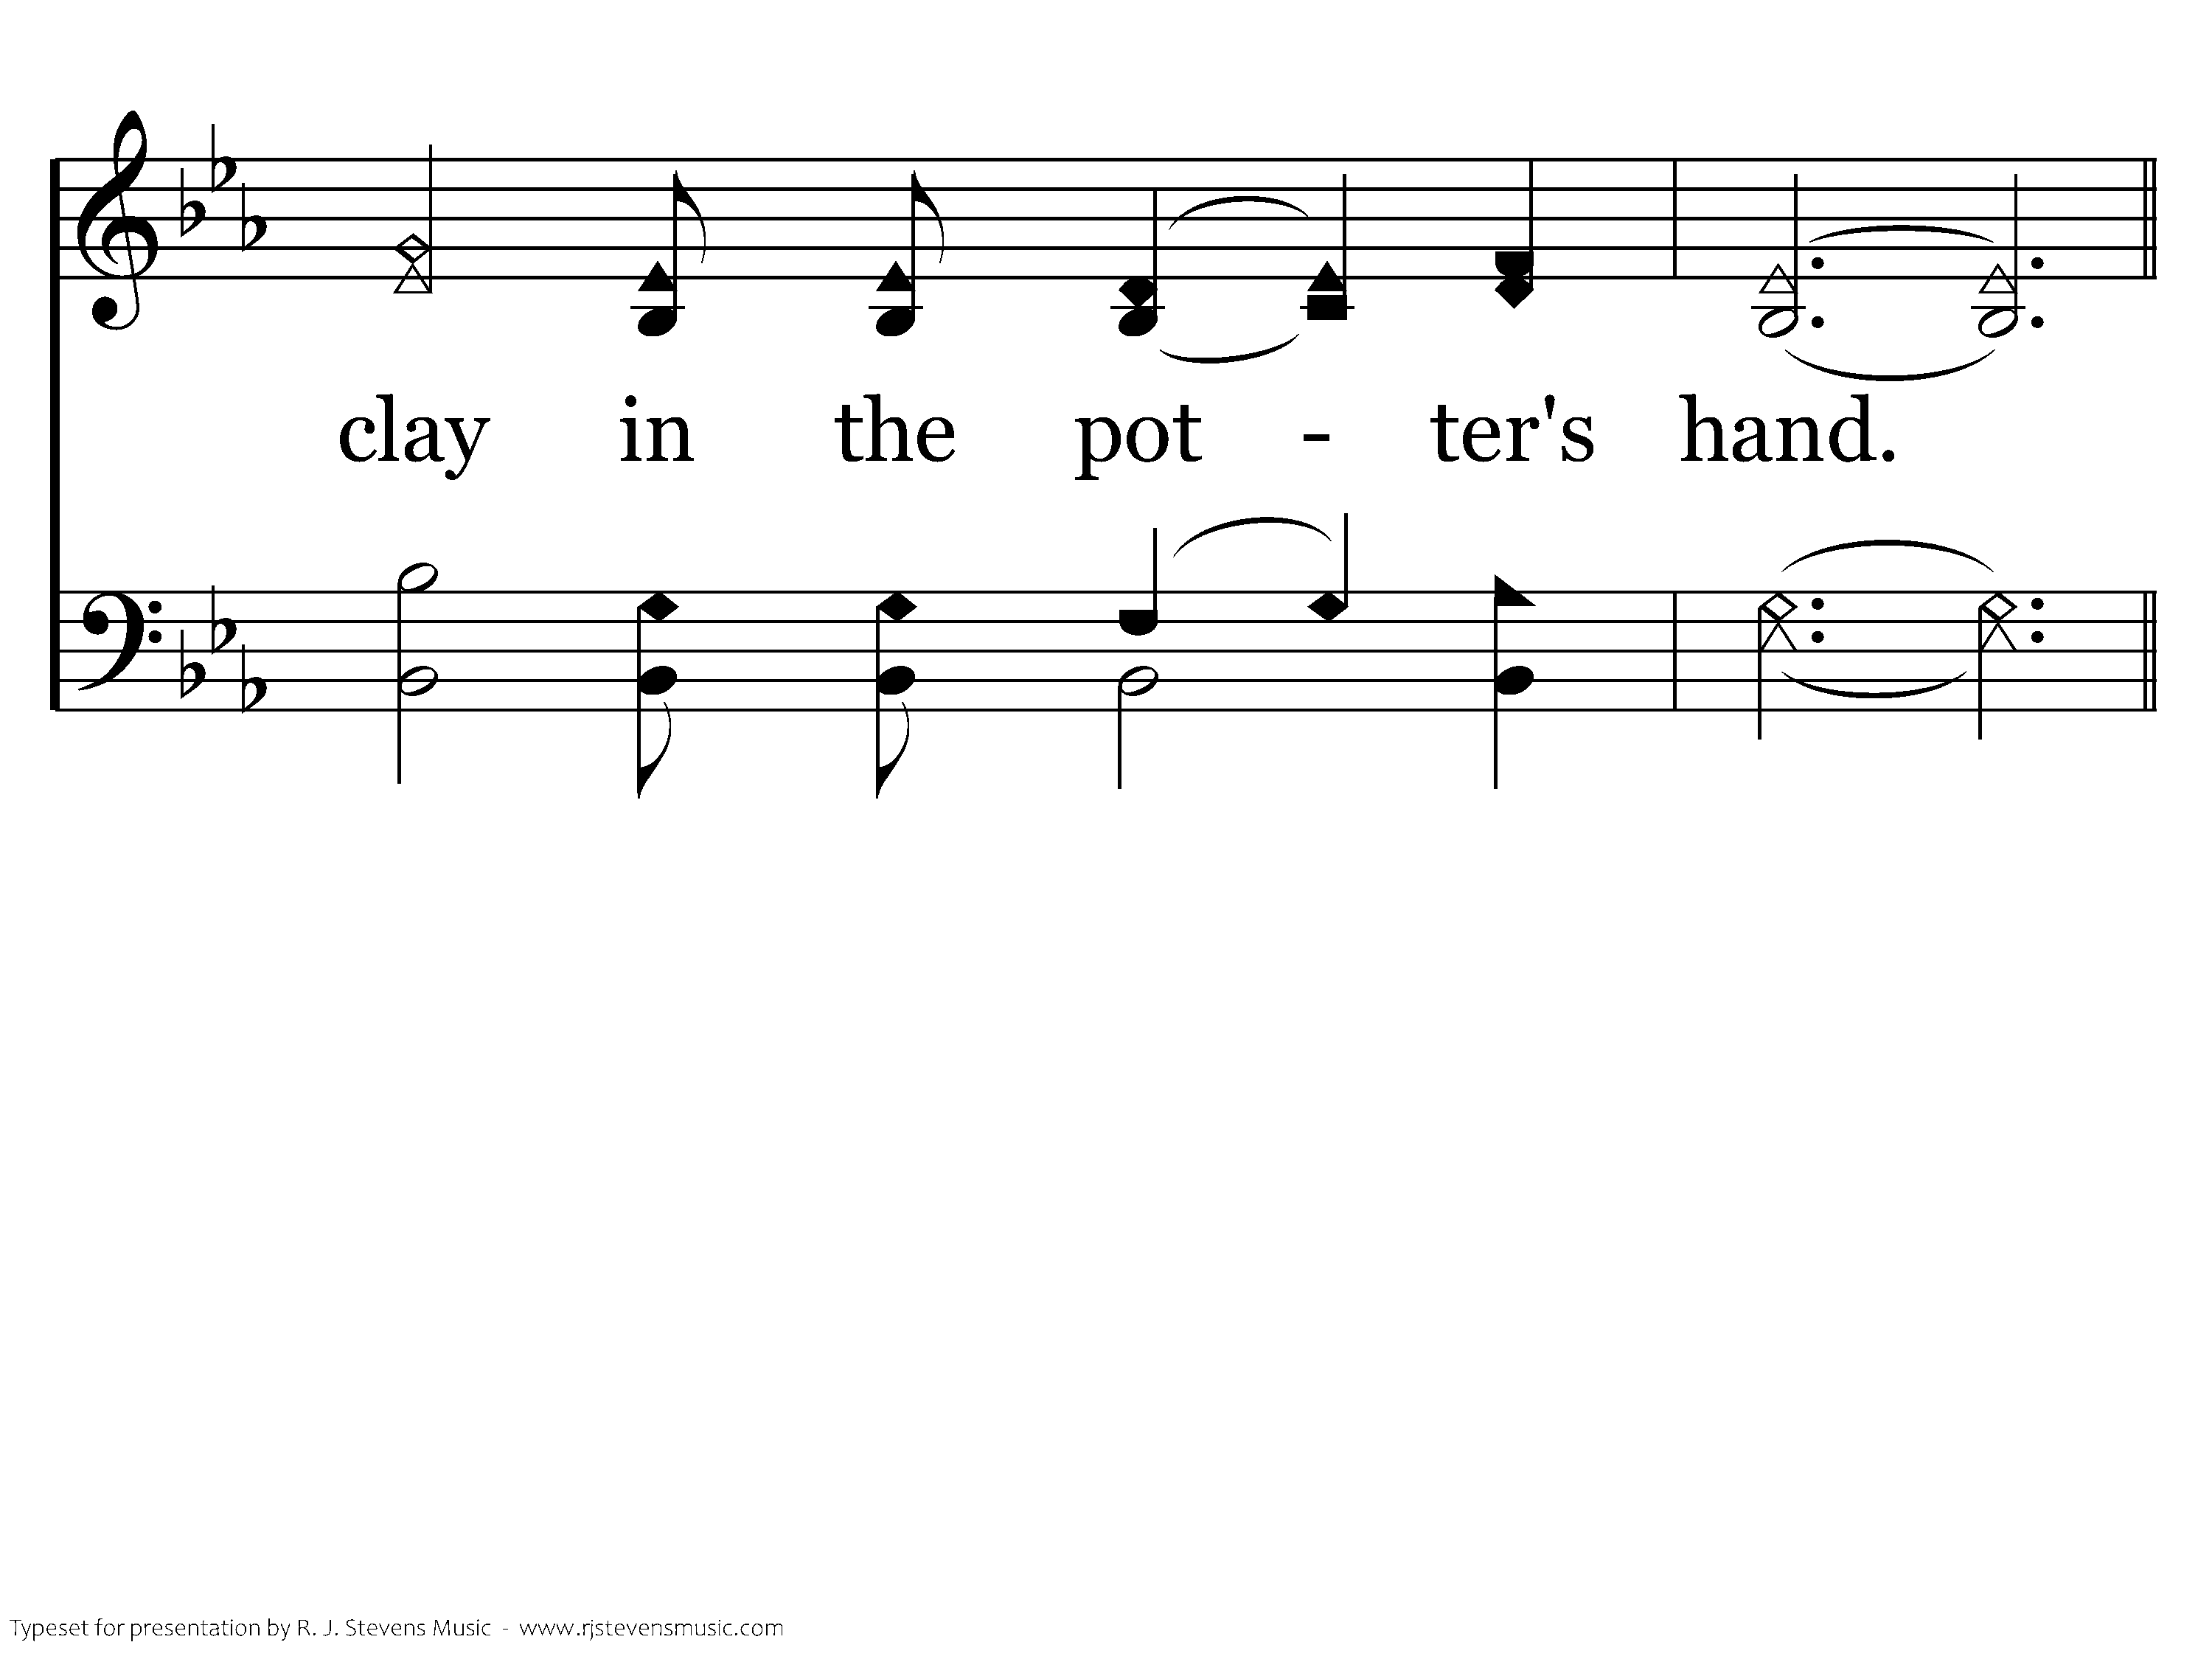 clay in the pot - ter's hand.
Typeset for presentation by R. J. Stevens Music - www.rjstevensmusic.com